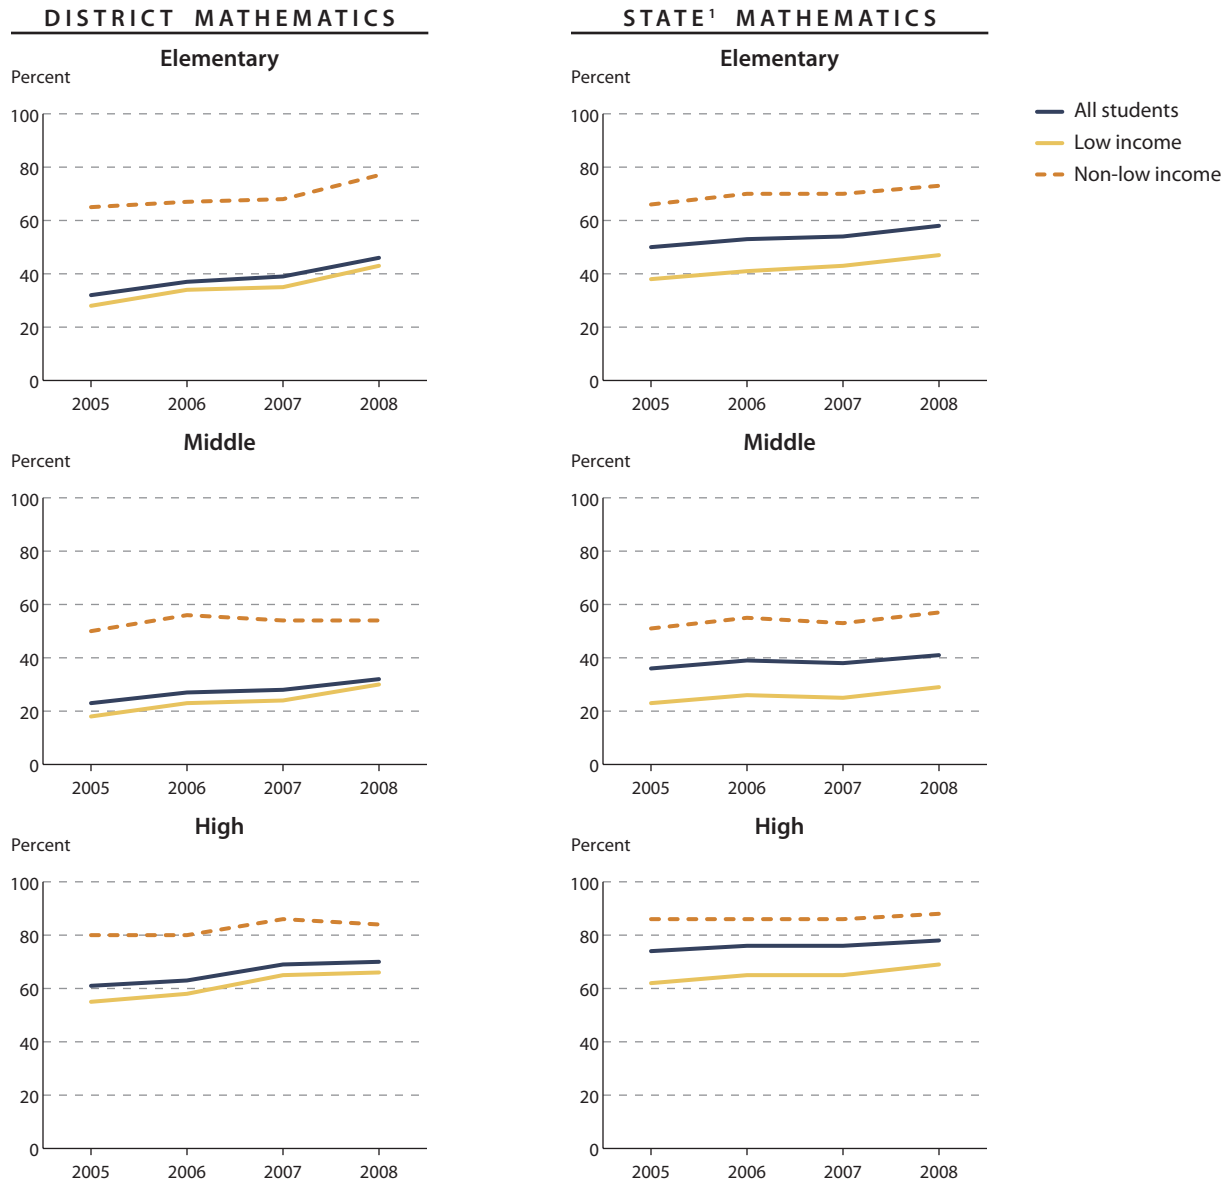 DISTRICT MATHEMATICS
Elementary
Percent
100
80
60
40
20
0
2005 2006 2007 2008
Middle
Percent
100
80
60
40
20
0
2005 2006 2007 2008
High
Percent
100
80
60
40
20
0
2005 2006 2007 2008
STATE¹ MATHEMATICS
Elementary
Percent
100
80
60
40
20
0
2005 2006 2007 2008
Middle
Percent
100
80
60
40
20
0
2005 2006 2007 2008
High
Percent
100
80
60
40
20
0
2005 2006 2007 2008
All students
Low income
Non-low income